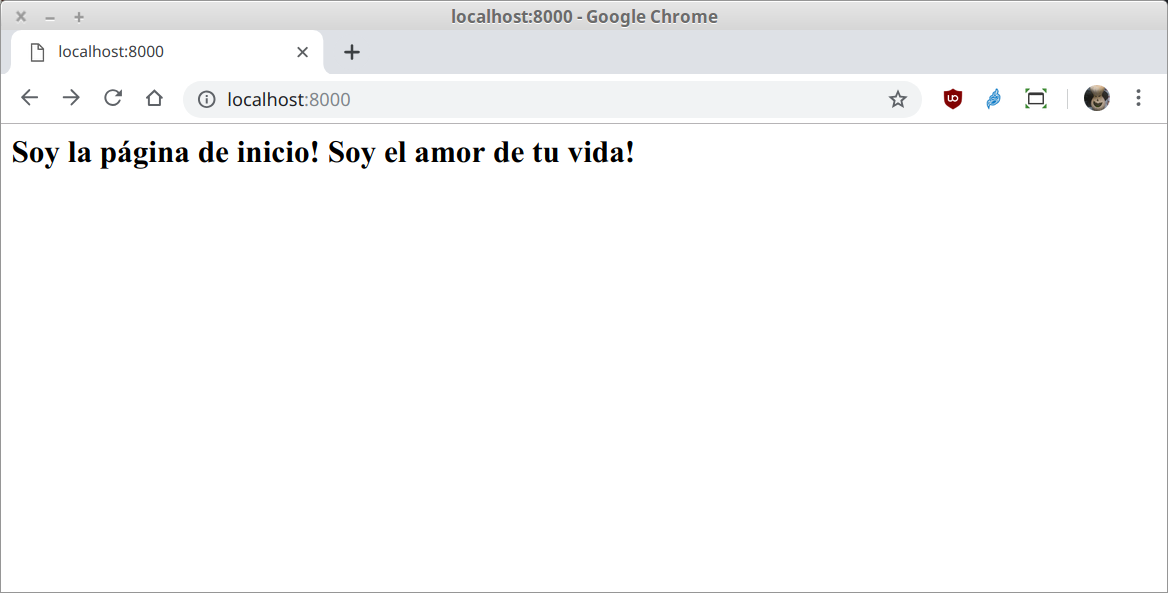 localhost:8000 - Google Chrome
localhost:8000
localhost:8000
Soy la página de inicio! Soy el amor de tu vida!